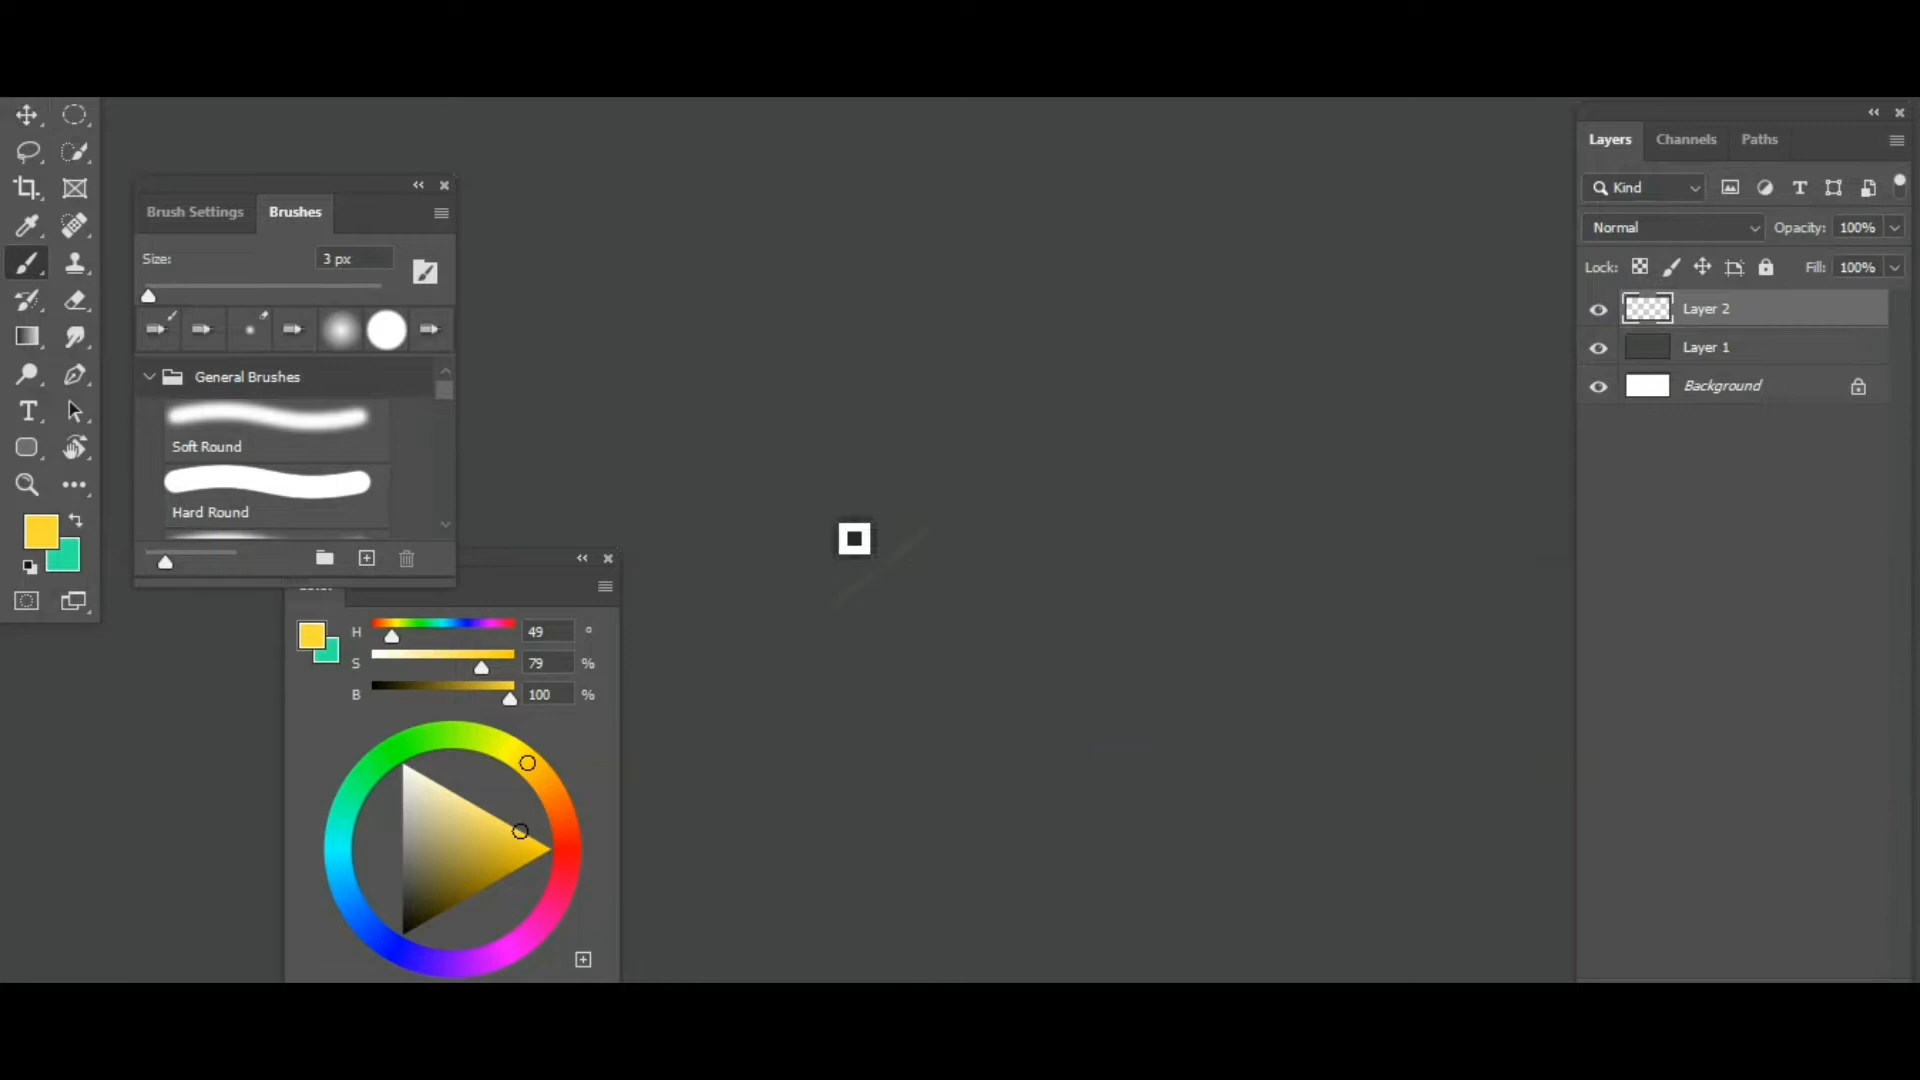 Brush Settings
Brushes
Size:
3 px
General Brushes
Soft Round
Hard Round
H
49
°
S
79
%
B
100
%
Layers
Channels
Paths
Kind
Normal
Opacity:
100%
Lock:
Fill:
100%
Layer 2
Layer 1
Background